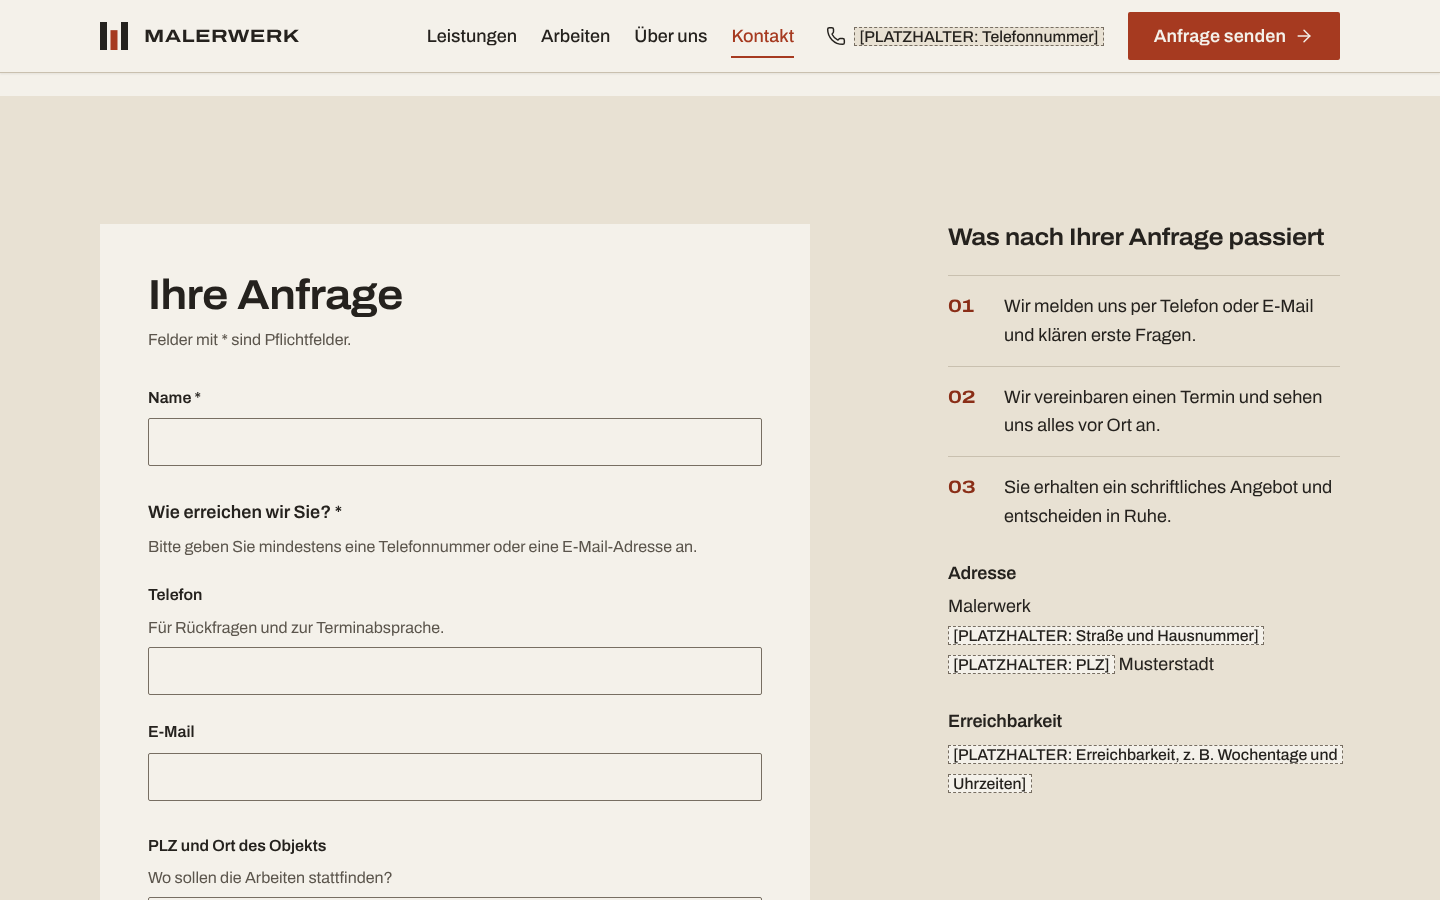 MALERWERK
Leistungen
Arbeiten
Über uns
Kontakt
[PLATZHALTER: Telefonnummer]
Anfrage senden
Ihre Anfrage
Felder mit * sind Pflichtfelder.
Name *
Wie erreichen wir Sie? *
Bitte geben Sie mindestens eine Telefonnummer oder eine E-Mail-Adresse an.
Telefon
Für Rückfragen und zur Terminabsprache.
E-Mail
PLZ und Ort des Objekts
Wo sollen die Arbeiten stattfinden?
Was nach Ihrer Anfrage passiert
01 Wir melden uns per Telefon oder E-Mail
und klären erste Fragen.
02 Wir vereinbaren einen Termin und sehen
uns alles vor Ort an.
03 Sie erhalten ein schriftliches Angebot und
entscheiden in Ruhe.
Adresse
Malerwerk
[PLATZHALTER: Straße und Hausnummer]
[PLATZHALTER: PLZ] Musterstadt
Erreichbarkeit
[PLATZHALTER: Erreichbarkeit, z. B. Wochentage und
Uhrzeiten]